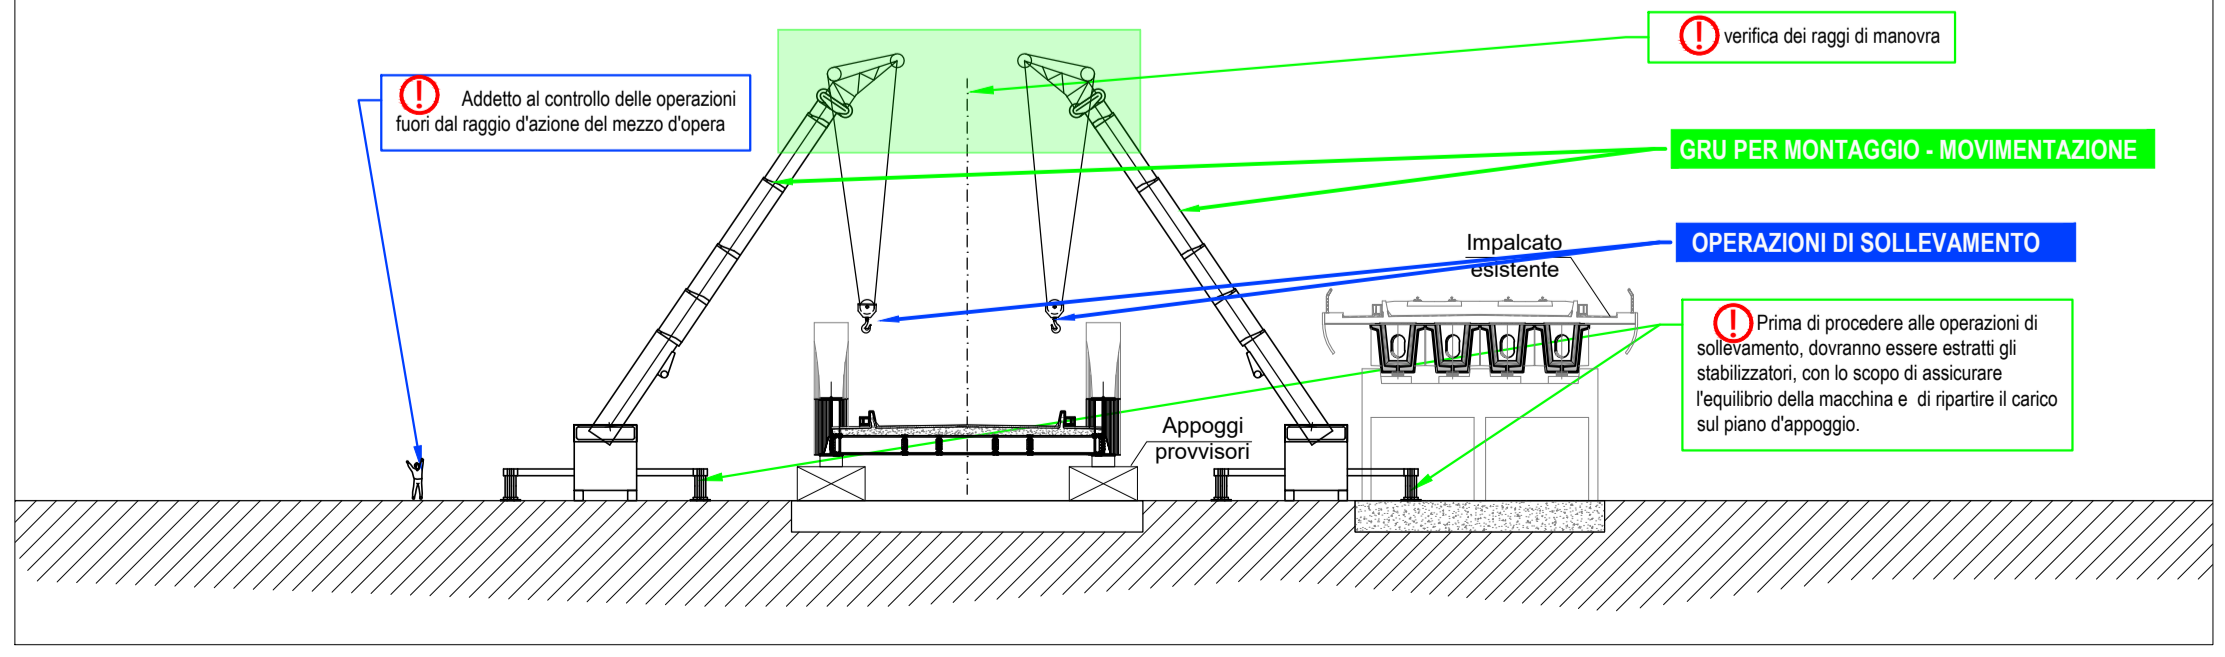 verifica dei raggi di manovra
Addetto al controllo delle operazioni
fuori dal raggio d'azione del mezzo d'opera
GRU PER MONTAGGIO - MOVIMENTAZIONE
OPERAZIONI DI SOLLEVAMENTO
Impalcato
esistente
Prima di procedere alle operazioni di
sollevamento, dovranno essere estratti gli
stabilizzatori, con lo scopo di assicurare
l'equilibrio della macchina e di ripartire il carico
sul piano d'appoggio.
Appoggi
provvisori